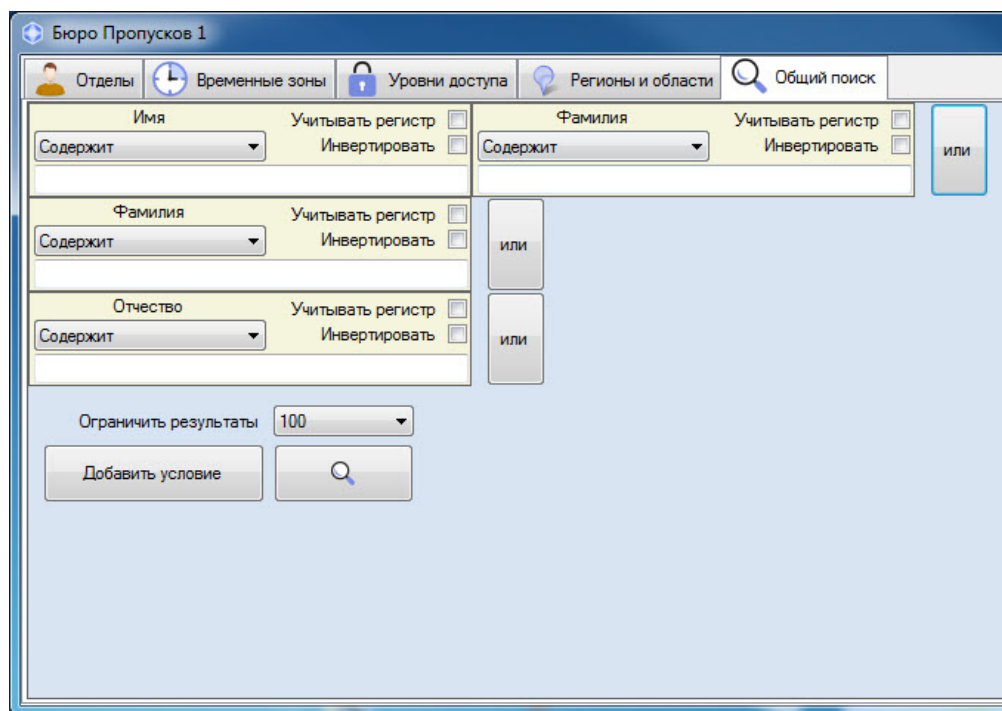 Бюро Пропусков 1
Отделы Временные зоны Уровни доступа Регионы и области Общий поиск
Имя Учитывать регистр Фамилия Учитывать регистр
Содержит Инвертировать Содержит Инвертировать или
Фамилия Учитывать регистр
Содержит Инвертировать или
Отчество Учитывать регистр
Содержит Инвертировать или
Ограничить результаты 100
Добавить условие